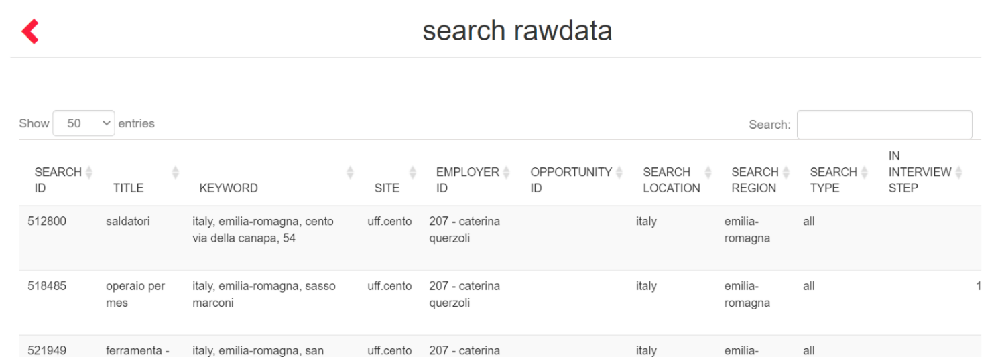 search rawdata
Show 50 entries
Search:
SEARCH ID TITLE KEYWORD SITE EMPLOYER ID OPPORTUNITY ID SEARCH LOCATION SEARCH REGION SEARCH TYPE IN INTERVIEW STEP
512800 saldatori italy, emilia-romagna, cento uff.cento 207 - caterina italy emilia- all
via della canapa, 54 querzoli romagna
518485 operaio per italy, emilia-romagna, sasso uff.cento 207 - caterina italy emilia- all 1
mes marconi querzoli romagna
521949 ferramenta - italy, emilia-romagna, san uff.cento 207 - caterina italy emilia- all